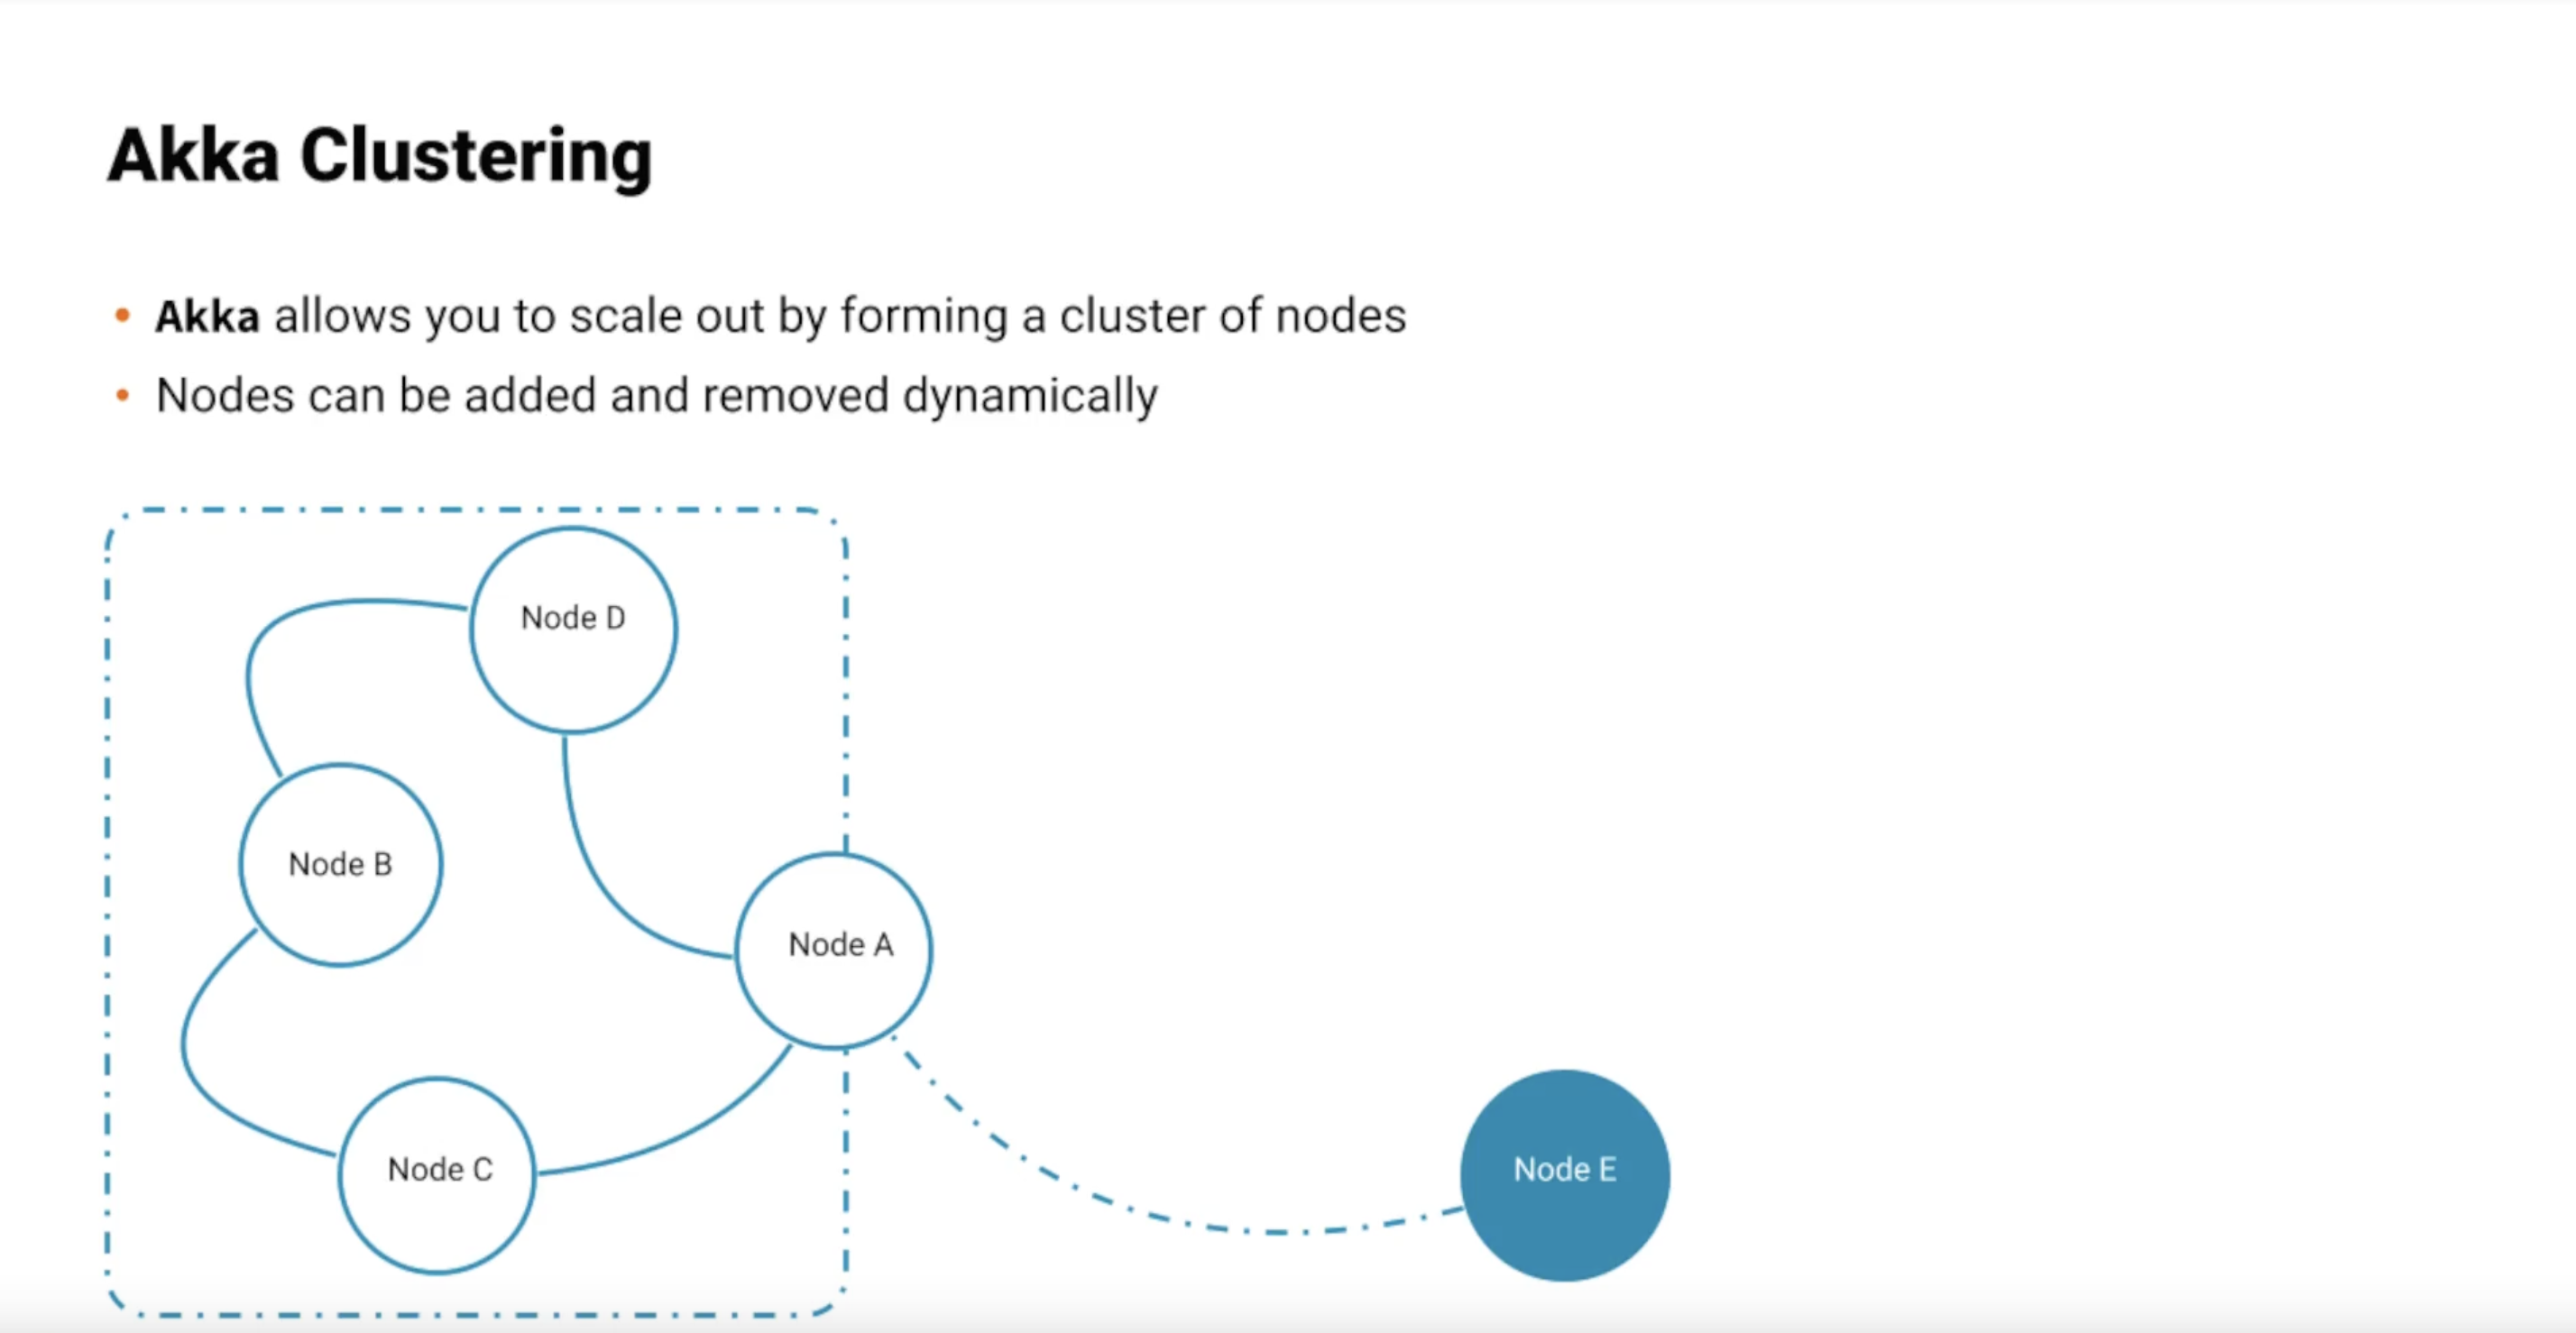 Akka Clustering
• Akka allows you to scale out by forming a cluster of nodes
• Nodes can be added and removed dynamically
Node D
Node B
Node A
Node C
Node E